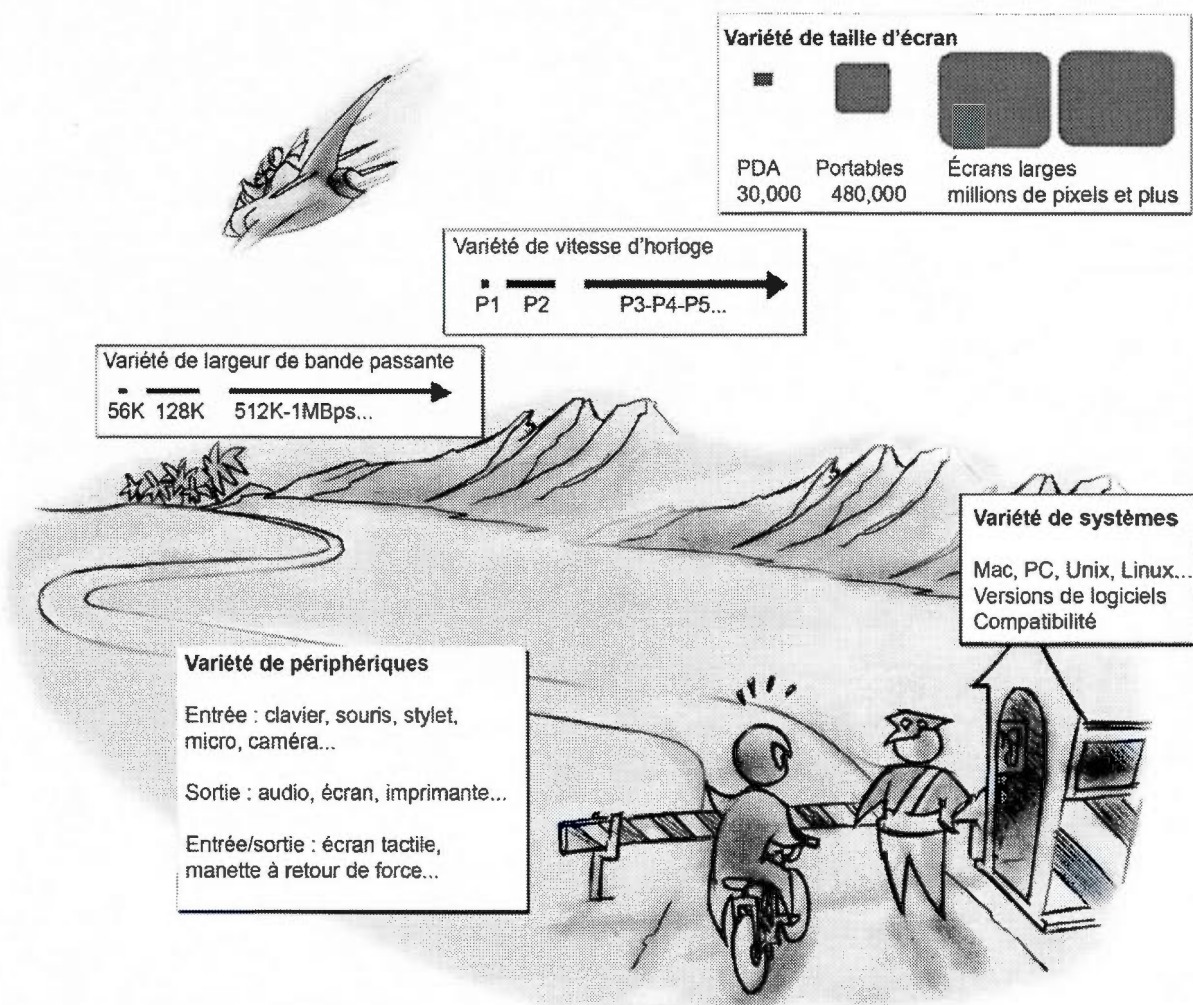 Variété de taille d'écran
PDA Portables Écrans larges
30,000 480,000 millions de pixels et plus
Variété de vitesse d'horloge
P1 P2 P3-P4-P5...
Variété de largeur de bande passante
56K 128K 512K-1MBps...
Variété de systèmes
Mac, PC, Unix, Linux...
Versions de logiciels
Compatibilité
Variété de périphériques
Entrée : clavier, souris, stylet,
micro, caméra...
Sortie : audio, écran, imprimante...
Entrée/sortie : écran tactile,
manette à retour de force...